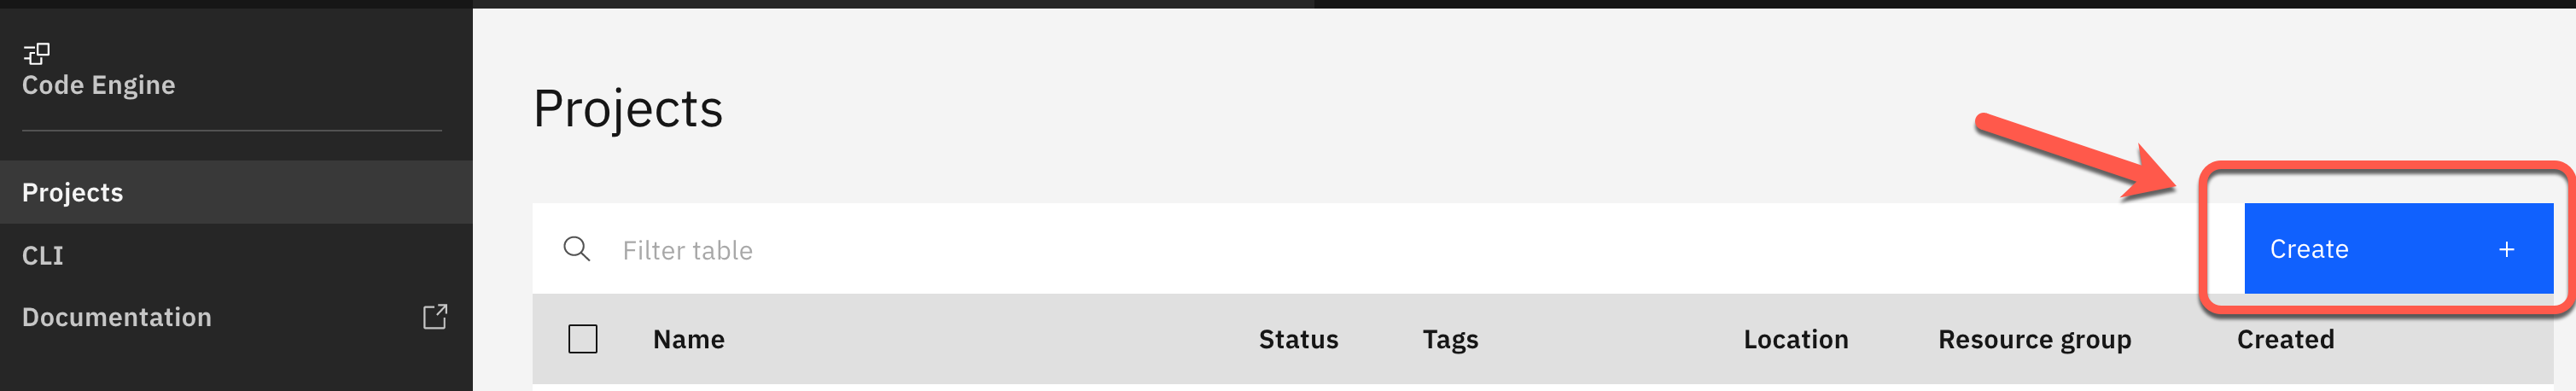 Code Engine
Projects
CLI
Documentation
Projects
Filter table
Create +
Name Status Tags Location Resource group Created